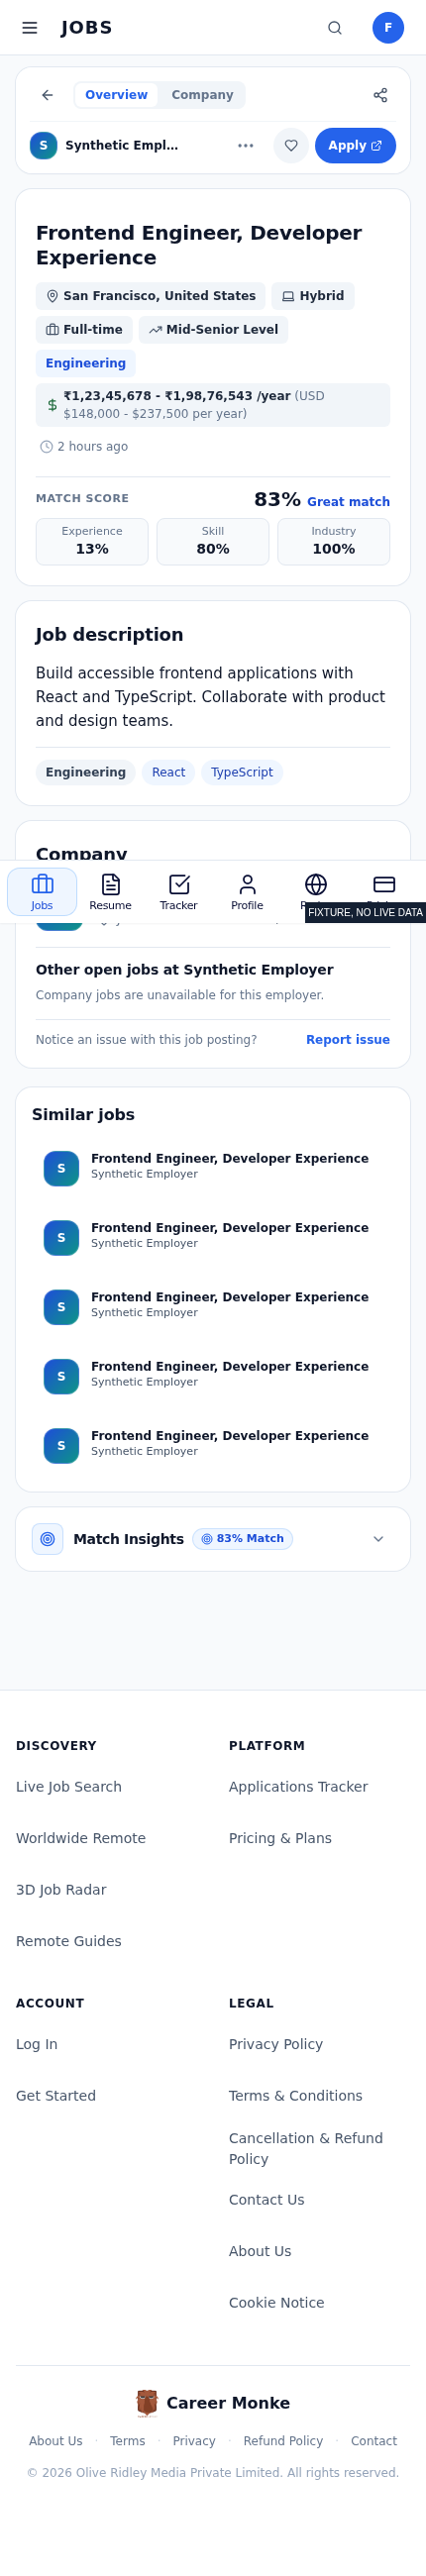 JOBS
F
Overview
Company
S
Synthetic Empl...
Apply
Frontend Engineer, Developer
Experience
San Francisco, United States
Hybrid
Full-time
Mid-Senior Level
Engineering
₹1,23,45,678 - ₹1,98,76,543 /year (USD
$148,000 - $237,500 per year)
2 hours ago
MATCH SCORE
83% Great match
Experience
Skill
Industry
13%
80%
100%
Job description
Build accessible frontend applications with
React and TypeScript. Collaborate with product
and design teams.
Engineering
React
TypeScript
Company
Jobs
Resume
Tracker
Profile
FIXTURE, NO LIVE DATA
Other open jobs at Synthetic Employer
Company jobs are unavailable for this employer.
Notice an issue with this job posting?
Report issue
Similar jobs
S
Frontend Engineer, Developer Experience
Synthetic Employer
S
Frontend Engineer, Developer Experience
Synthetic Employer
S
Frontend Engineer, Developer Experience
Synthetic Employer
S
Frontend Engineer, Developer Experience
Synthetic Employer
S
Frontend Engineer, Developer Experience
Synthetic Employer
Match Insights
83% Match
DISCOVERY
Live Job Search
Worldwide Remote
3D Job Radar
Remote Guides
PLATFORM
Applications Tracker
Pricing & Plans
ACCOUNT
Log In
Get Started
LEGAL
Privacy Policy
Terms & Conditions
Cancellation & Refund
Policy
Contact Us
About Us
Cookie Notice
Career Monke
About Us · Terms · Privacy · Refund Policy · Contact
© 2026 Olive Ridley Media Private Limited. All rights reserved.